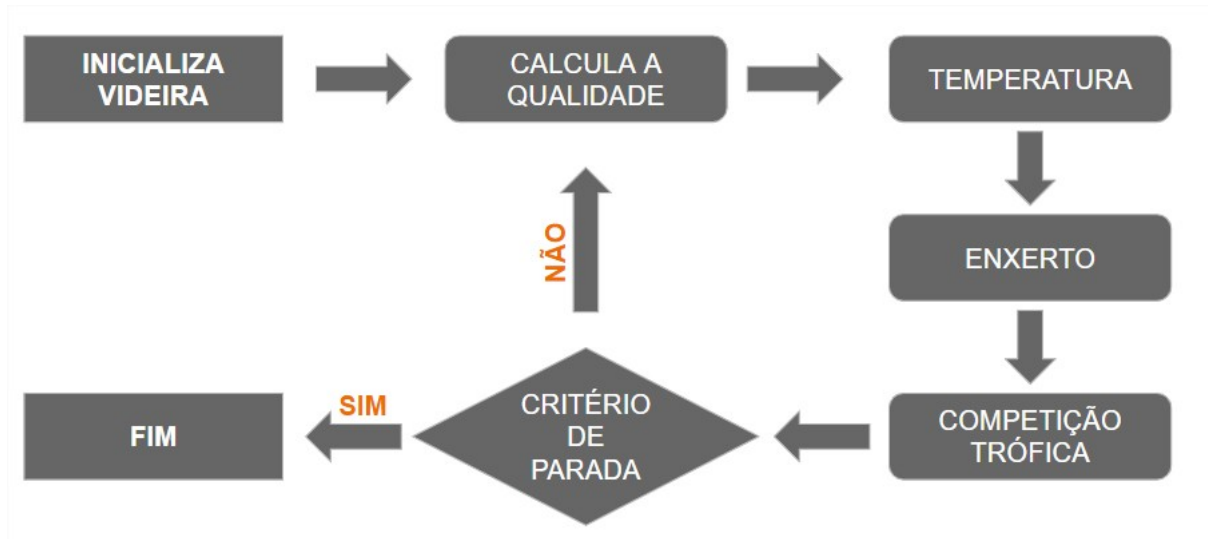 INICIALIZA
VIDEIRA
CALCULA A
QUALIDADE
TEMPERATURA
ENXERTO
COMPETIÇÃO
TRÓFICA
CRITÉRIO
DE
PARADA
NÃO
SIM
FIM